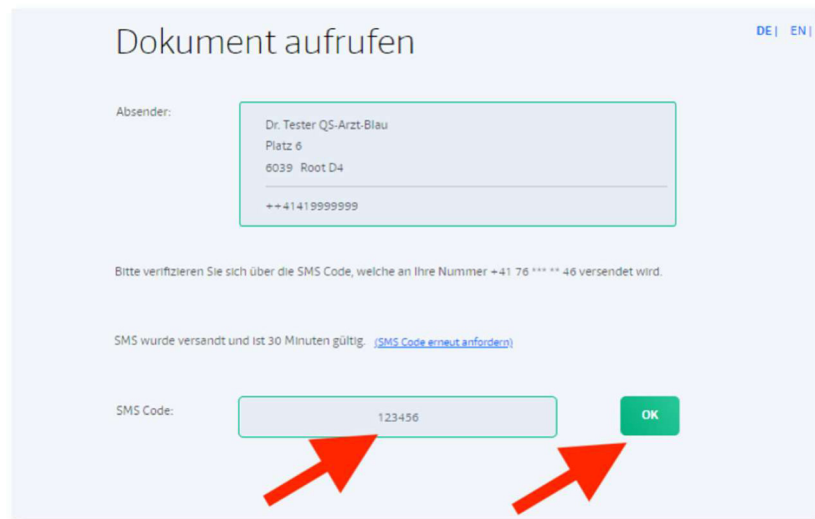 Dokument aufrufen
DE| EN|
Absender:
Dr. Tester QS-Arzt-Blau
Platz 6
6039 Root D4
++41419999999
Bitte verifizieren Sie sich über die SMS Code, welche an Ihre Nummer +41 76 *** ** 46 versendet wird.
SMS wurde versandt und ist 30 Minuten gültig. (SMS Code erneut anfordern)
SMS Code:
123456
OK